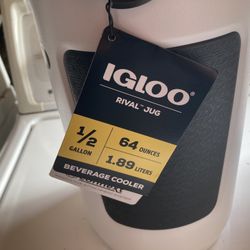 IGLOO®
RIVAL™ JUG
1/2
GALLON
64
OUNCES
1.89 LITERS
BEVERAGE COOLER